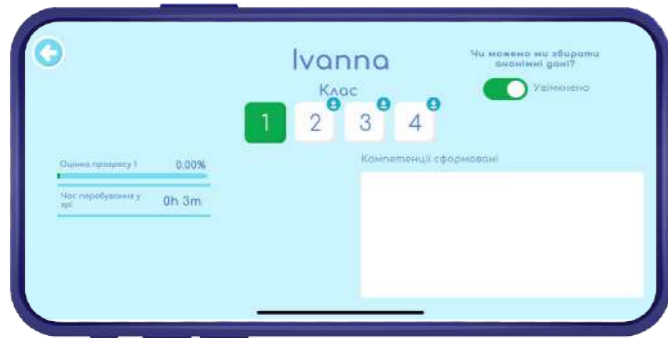 Ivanna
Чи можемо ми збирати
анонімні дані?
Увімкнено
Клас
1 2 3 4
Оцінка прогресу 1 0.00%
Час перебування у
грі 0h 3m
Компетенції сформовані